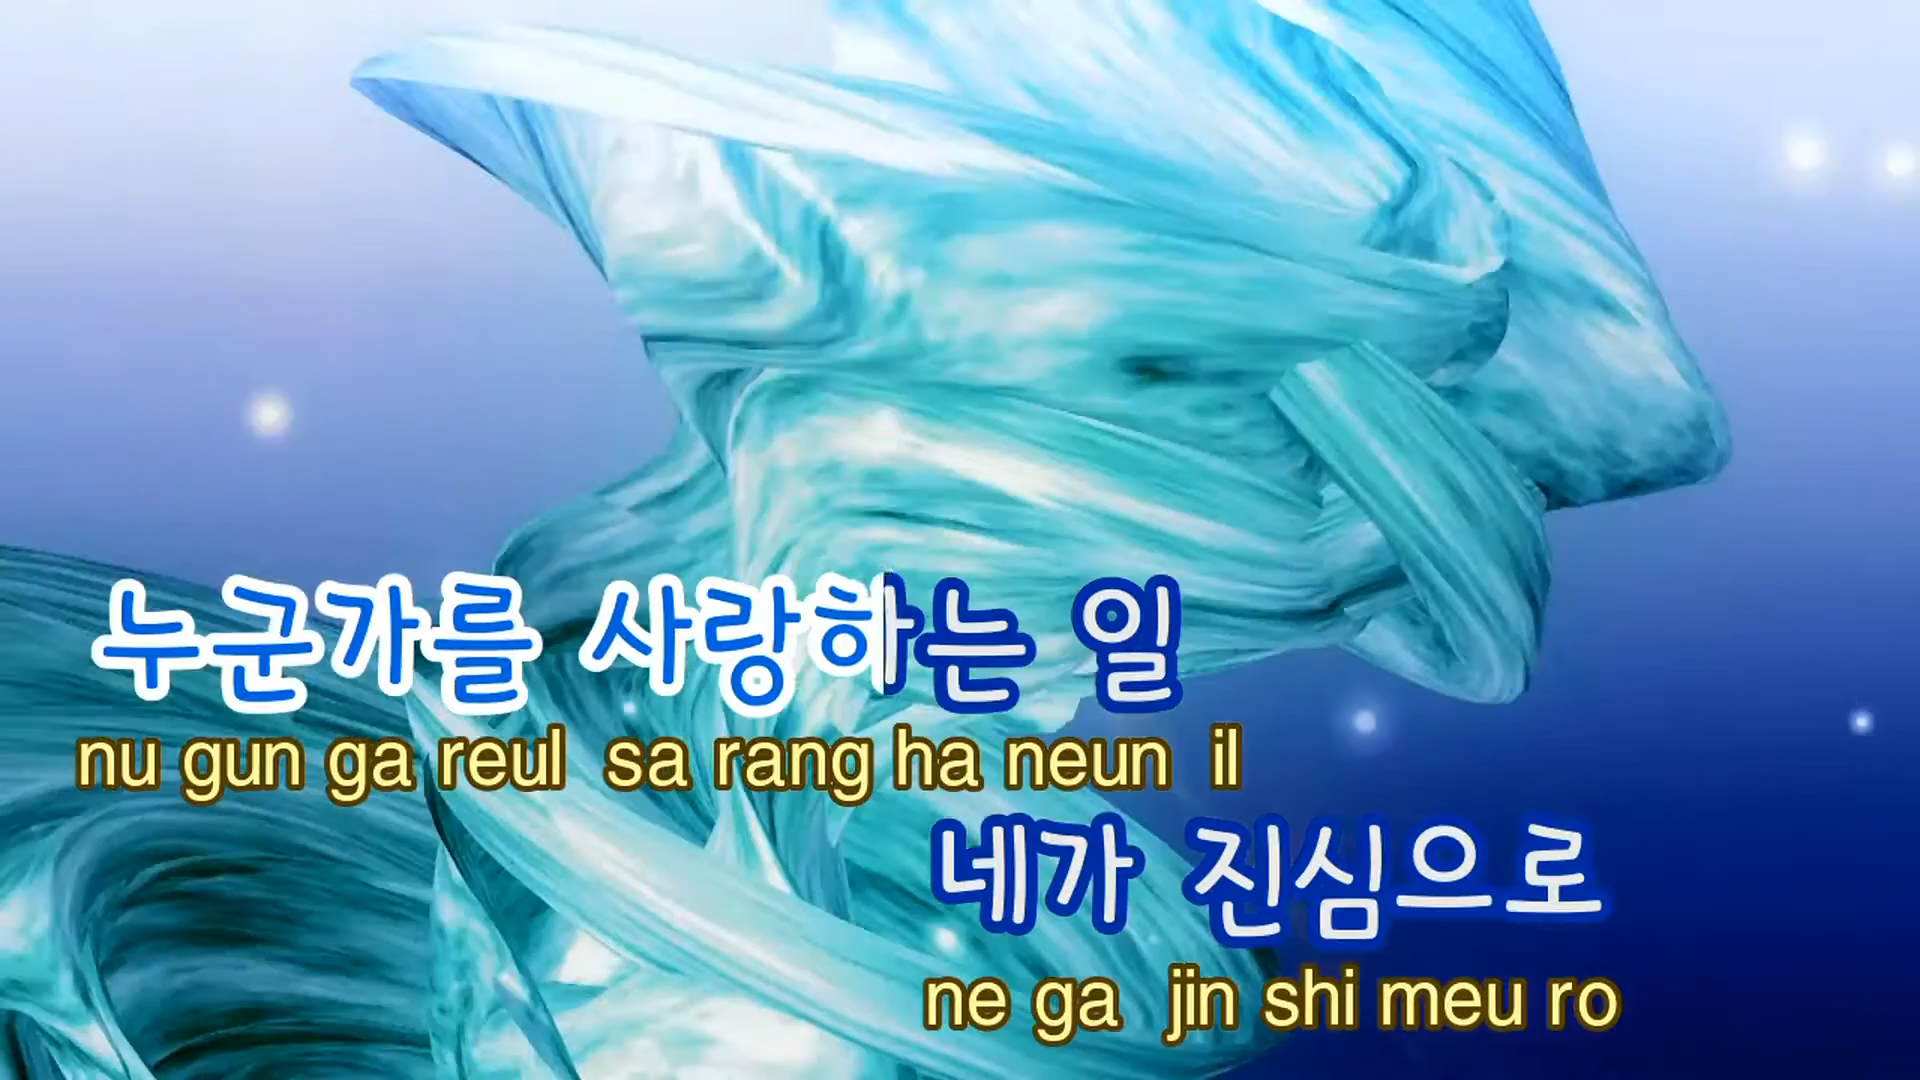 누군가를 사랑하는 일
nu gun ga reul sa rang ha neun il
네가 진심으로
ne ga jin shi meu ro